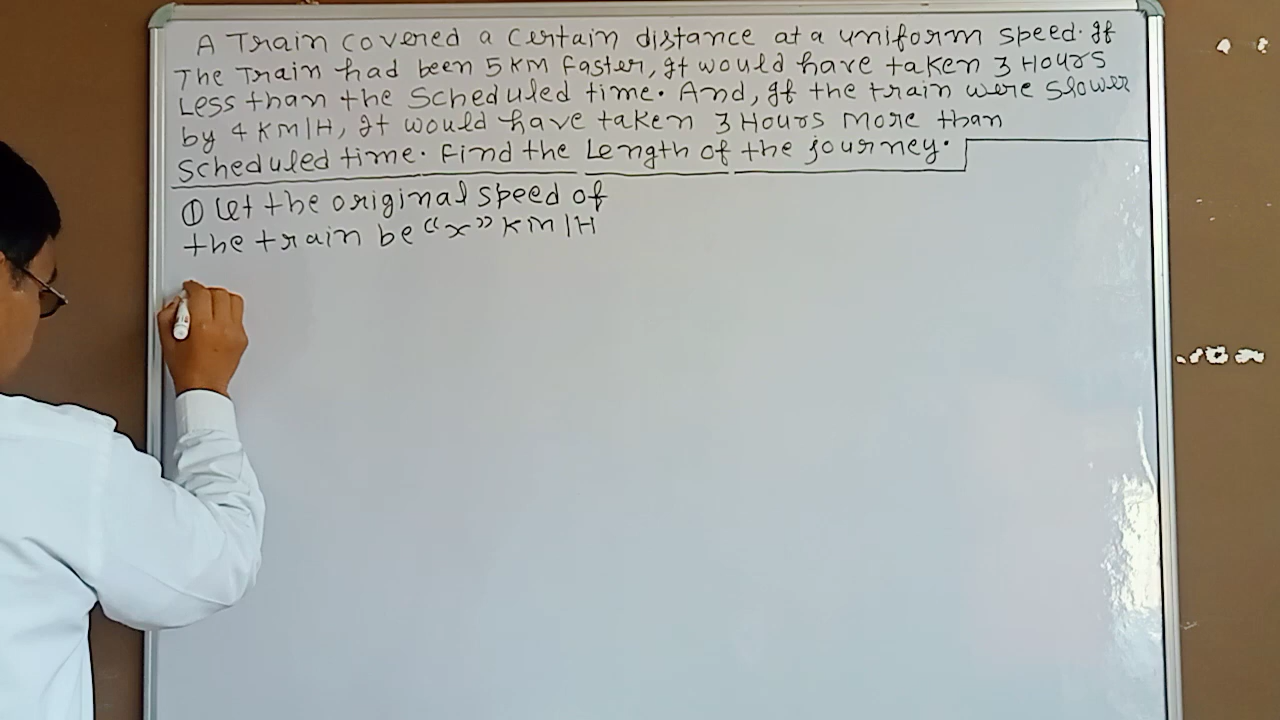 A Train covered a certain distance at a uniform speed. If
The Train had been 5 KM Faster, It would have taken 3 Hours
Less than the Scheduled time. And, If the train were Slower
by 4 KM/H, It would have taken 3 Hours More than
Scheduled time. Find the Length of the journey.
① Let the original speed of
the train be "x" KM/H